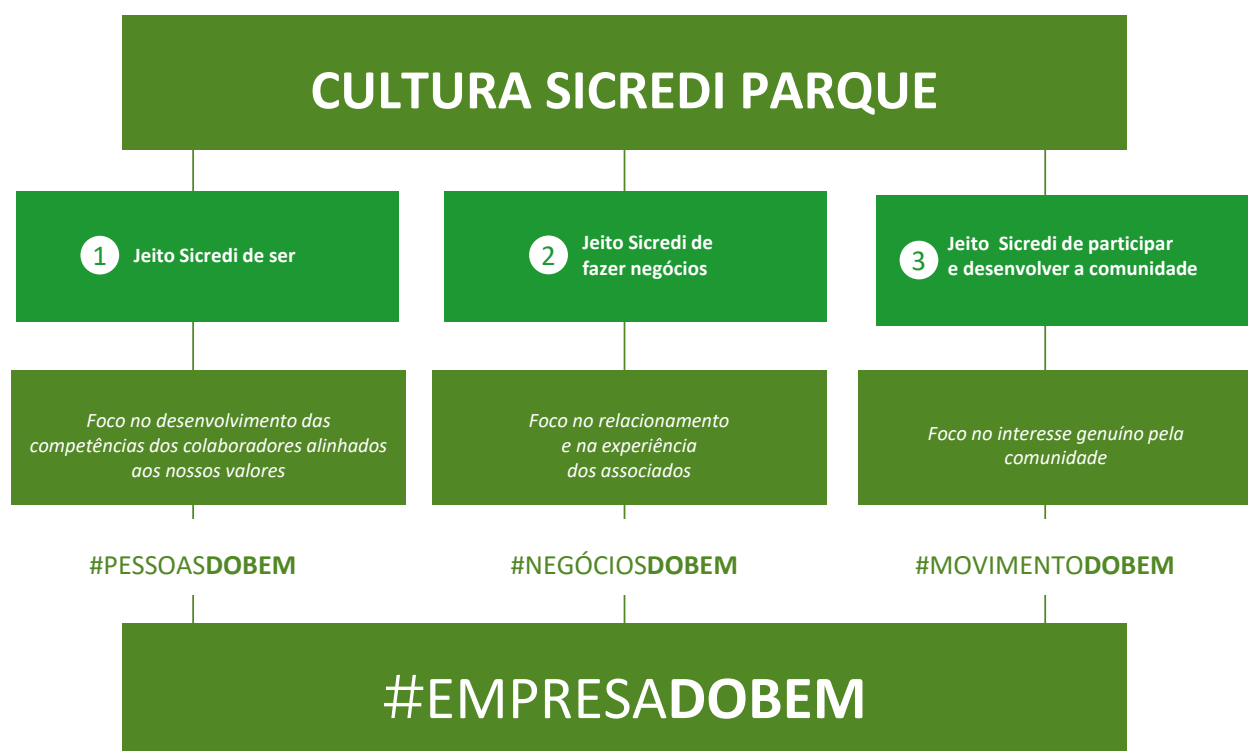 CULTURA SICREDI PARQUE
1 Jeito Sicredi de ser
2 Jeito Sicredi de
fazer negócios
3 Jeito Sicredi de participar
e desenvolver a comunidade
Foco no desenvolvimento das
competências dos colaboradores alinhados
aos nossos valores
Foco no relacionamento
e na experiência
dos associados
Foco no interesse genuíno pela
comunidade
#PESSOASDOBEM
#NEGÓCIOSDOBEM
#MOVIMENTODOBEM
#EMPRESADOBEM